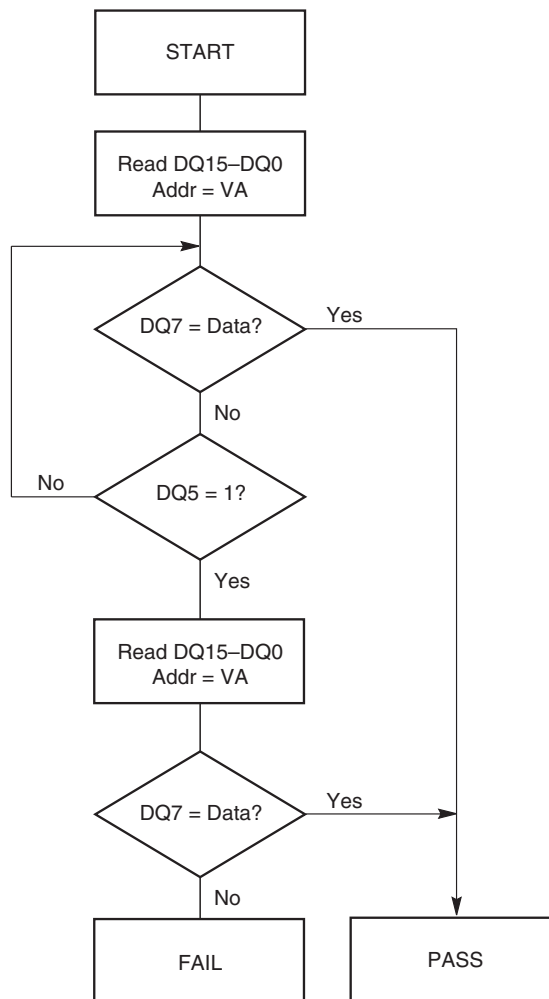 START
Read DQ15–DQ0
Addr = VA
DQ7 = Data?
Yes
No
No
DQ5 = 1?
Yes
Read DQ15–DQ0
Addr = VA
DQ7 = Data?
Yes
No
FAIL
PASS